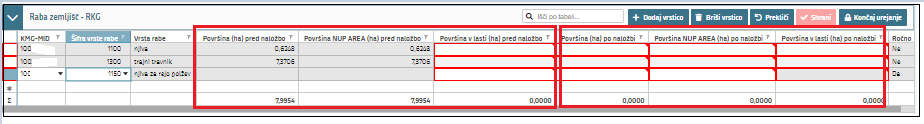 Raba zemljišč - RKG
Išči po tabeli...
Dodaj vrstico
Briši vrstico
Prekliči
Shrani
Končaj urejanje
KMG-MID Šifra vrste rabe Vrsta rabe Površina (ha) pred naložbo Površina NUP AREA (ha) pred naložbo Površina v lasti (ha) pred naložbo Površina (ha) po naložbi Površina NUP AREA (ha) po naložbi Površina v lasti (ha) po naložbi Ročno
100 1100 njiva 0,6248 0,6248 Ne
100 1300 trajni travnik 7,3706 7,3706 Ne
100 1150 njiva za rejo polžev Da
Σ 7,9954 7,9954 0,0000 0,0000 0,0000 0,0000